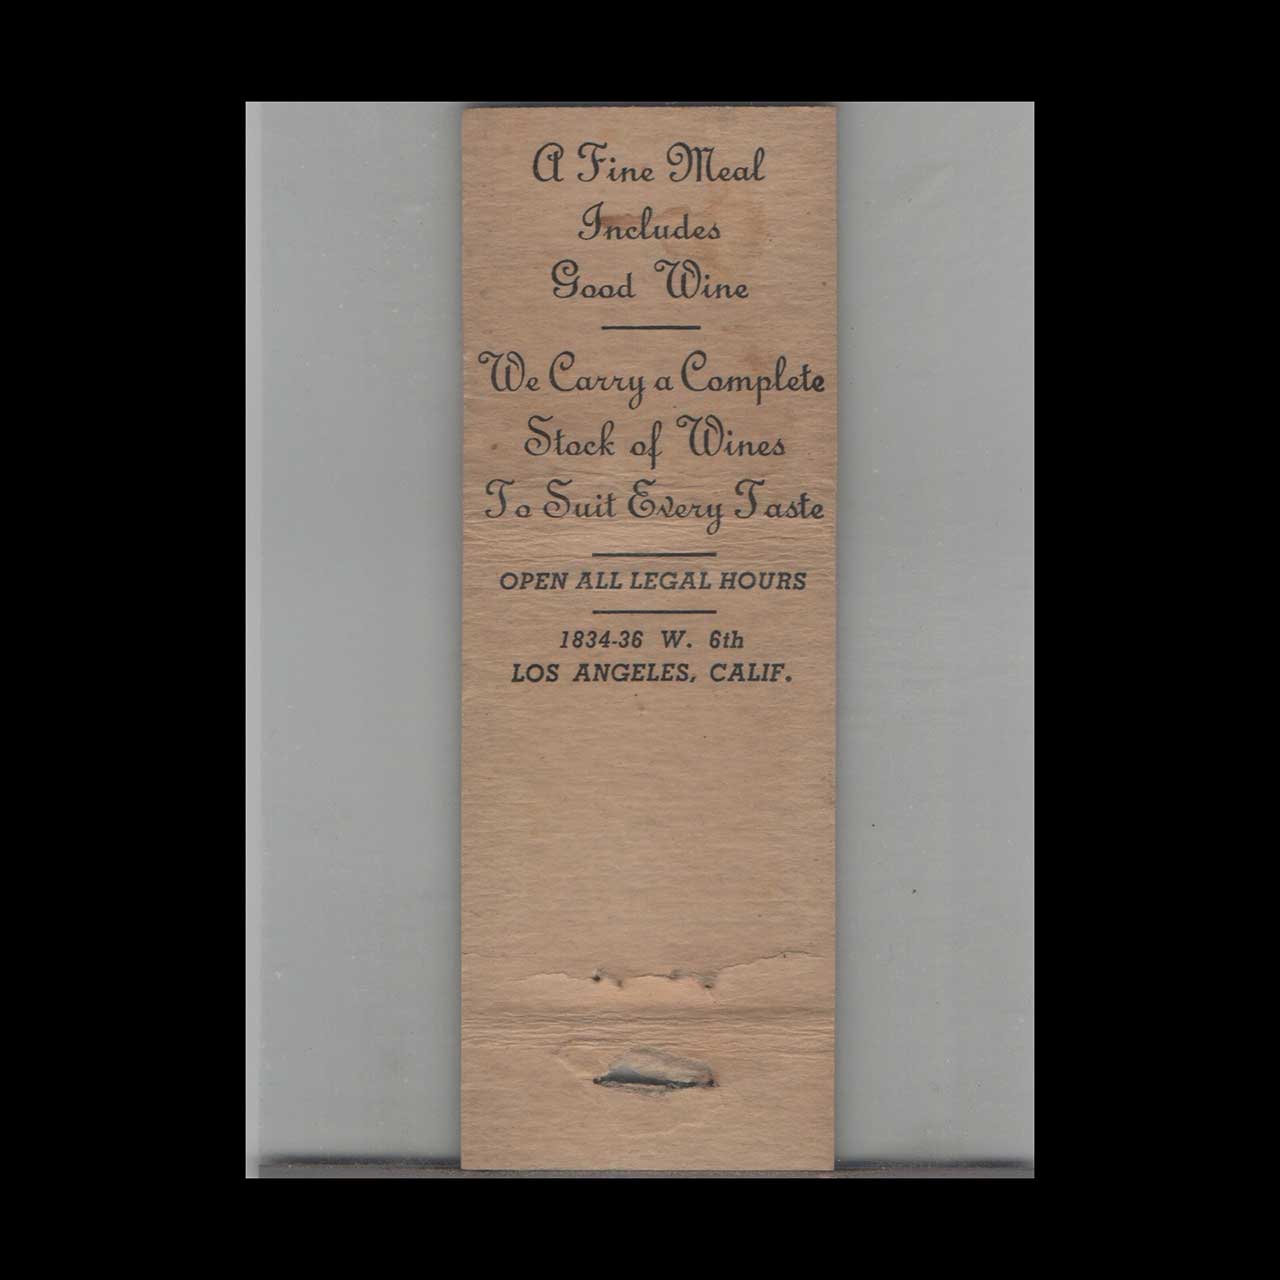 A Fine Meal
Includes
Good Wine
We Carry a Complete
Stock of Wines
To Suit Every Taste
OPEN ALL LEGAL HOURS
1834-36 W. 6th
LOS ANGELES, CALIF.